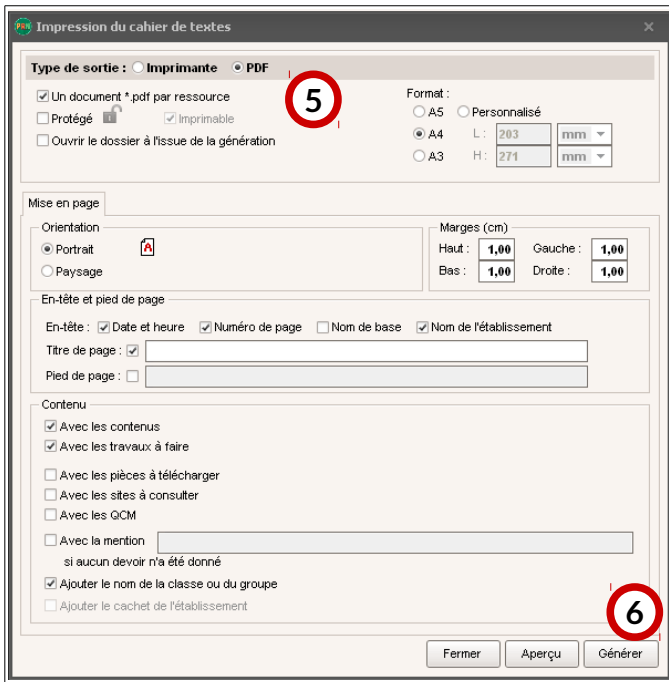 PRN Impression du cahier de textes
Type de sortie : Imprimante PDF
Un document *.pdf par ressource
5
Format :
Protégé Imprimable
A5 Personnalisé
Ouvrir le dossier à l'issue de la génération
A4 L : 203 mm
A3 H : 271 mm
Mise en page
Orientation
Portrait A
Paysage
Marges (cm)
Haut : 1,00 Gauche : 1,00
Bas : 1,00 Droite : 1,00
En-tête et pied de page
En-tête : Date et heure Numéro de page Nom de base Nom de l'établissement
Titre de page :
Pied de page :
Contenu
Avec les contenus
Avec les travaux à faire
Avec les pièces à télécharger
Avec les sites à consulter
Avec les QCM
Avec la mention
si aucun devoir n'a été donné
Ajouter le nom de la classe ou du groupe
Ajouter le cachet de l'établissement
6
Fermer Aperçu Générer